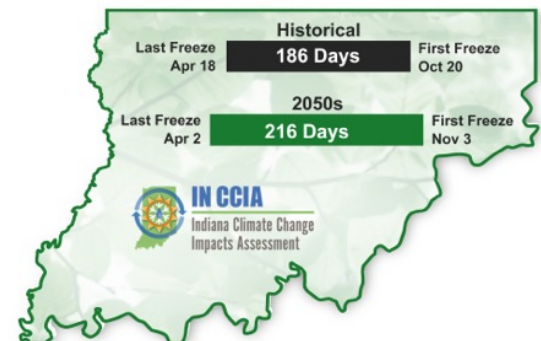 Historical
Last Freeze
Apr 18
186 Days
First Freeze
Oct 20
2050s
Last Freeze
Apr 2
216 Days
First Freeze
Nov 3
IN CCIA
Indiana Climate Change
Impacts Assessment